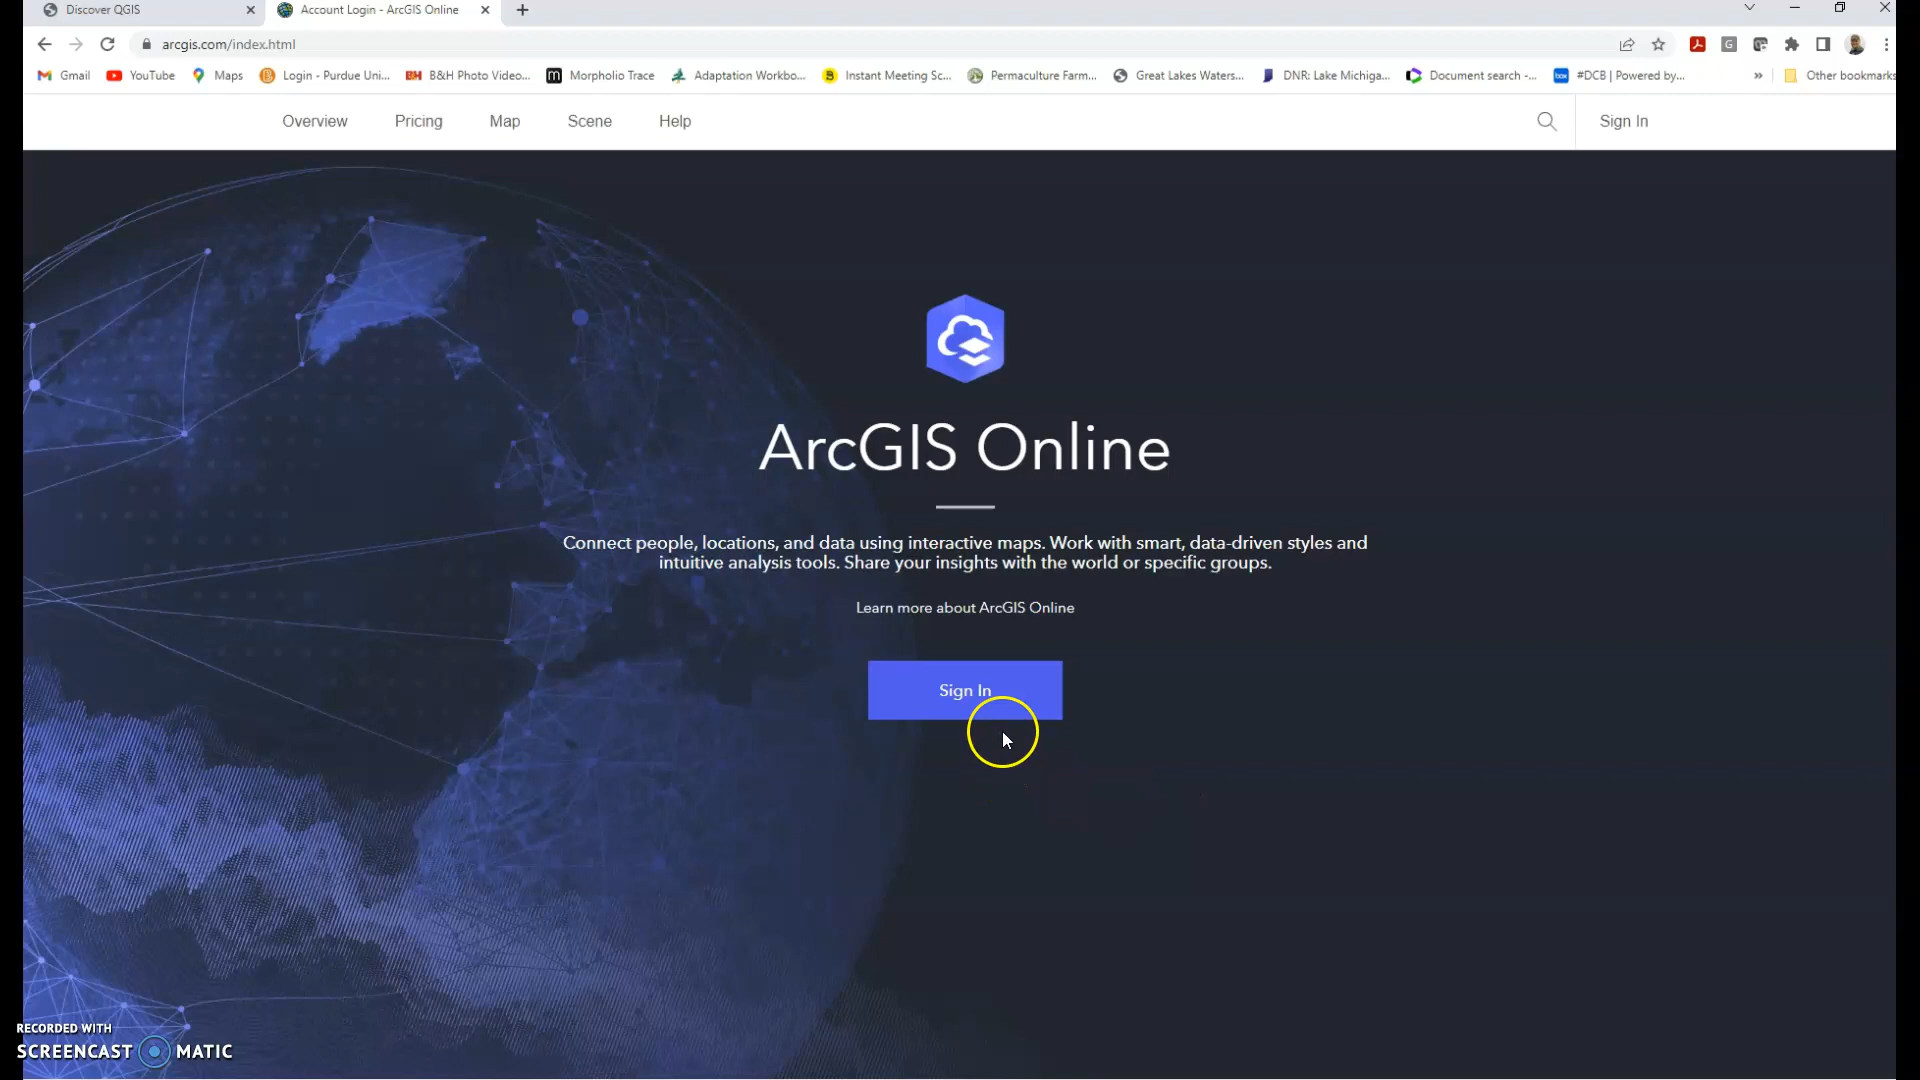 Discover QGIS
Account Login - ArcGIS Online
arcgis.com/index.html
Gmail YouTube Maps Login - Purdue Uni... B&H Photo Video... Morpholio Trace Adaptation Workbo... Instant Meeting Sc... Permaculture Farm... Great Lakes Waters... DNR: Lake Michiga... Document search -... #DCB | Powered by... » Other bookmarks
Overview Pricing Map Scene Help Sign In
ArcGIS Online
Connect people, locations, and data using interactive maps. Work with smart, data-driven styles and
intuitive analysis tools. Share your insights with the world or specific groups.
Learn more about ArcGIS Online
Sign In
RECORDED WITH
SCREENCAST MATIC